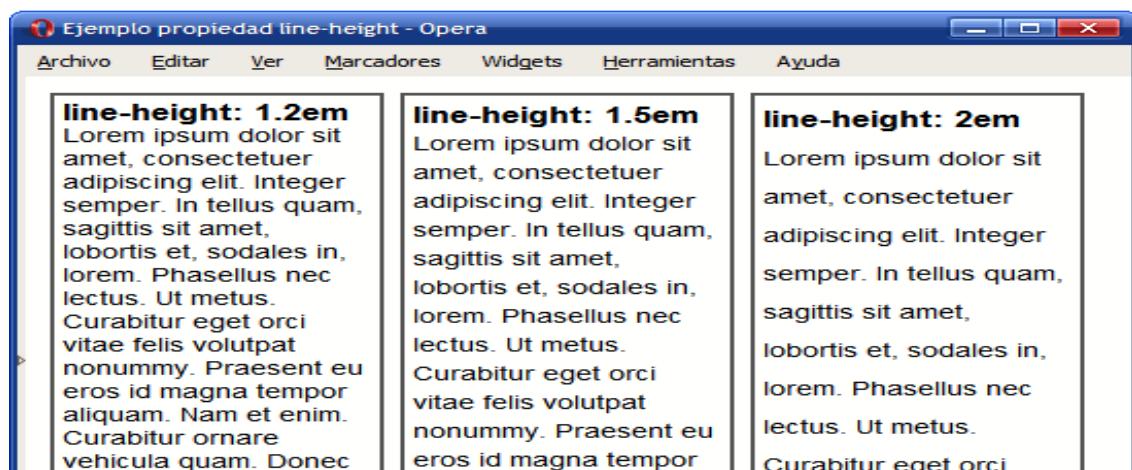 Ejemplo propiedad line-height - Opera
Archivo Editar Ver Marcadores Widgets Herramientas Ayuda
line-height: 1.2em
Lorem ipsum dolor sit
amet, consectetuer
adipiscing elit. Integer
semper. In tellus quam,
sagittis sit amet,
lobortis et, sodales in,
lorem. Phasellus nec
lectus. Ut metus.
Curabitur eget orci
vitae felis volutpat
nonummy. Praesent eu
eros id magna tempor
aliquam. Nam et enim.
Curabitur ornare
vehicula quam. Donec
line-height: 1.5em
Lorem ipsum dolor sit
amet, consectetuer
adipiscing elit. Integer
semper. In tellus quam,
sagittis sit amet,
lobortis et, sodales in,
lorem. Phasellus nec
lectus. Ut metus.
Curabitur eget orci
vitae felis volutpat
nonummy. Praesent eu
eros id magna tempor
line-height: 2em
Lorem ipsum dolor sit
amet, consectetuer
adipiscing elit. Integer
semper. In tellus quam,
sagittis sit amet,
lobortis et, sodales in,
lorem. Phasellus nec
lectus. Ut metus.
Curabitur eget orci